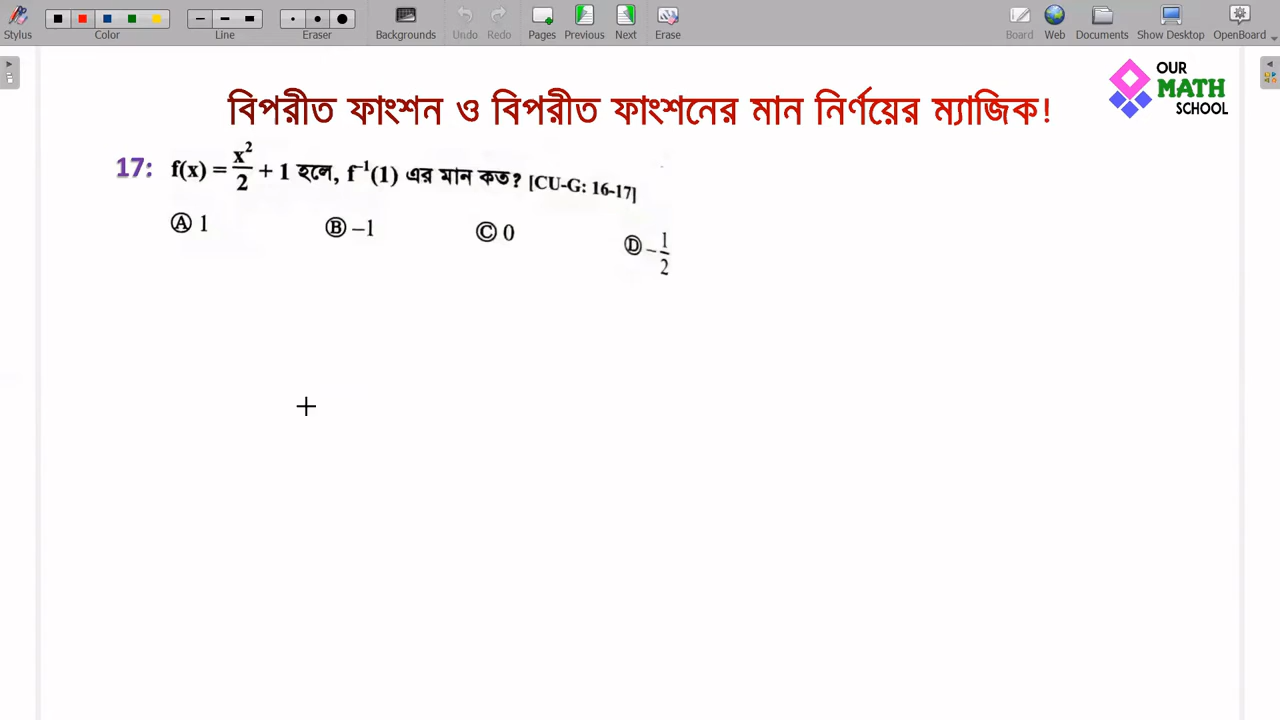 Stylus Color Line Eraser Backgrounds Undo Redo Pages Previous Next Erase Board Web Documents Show Desktop OpenBoard
OUR
MATH
SCHOOL
বিপরীত ফাংশন ও বিপরীত ফাংশনের মান নির্ণয়ের ম্যাজিক!
17: f(x) = x²/2 + 1 হলে, f⁻¹(1) এর মান কত? [CU-G: 16-17]
Ⓐ 1 Ⓑ –1 Ⓒ 0 Ⓓ –1/2